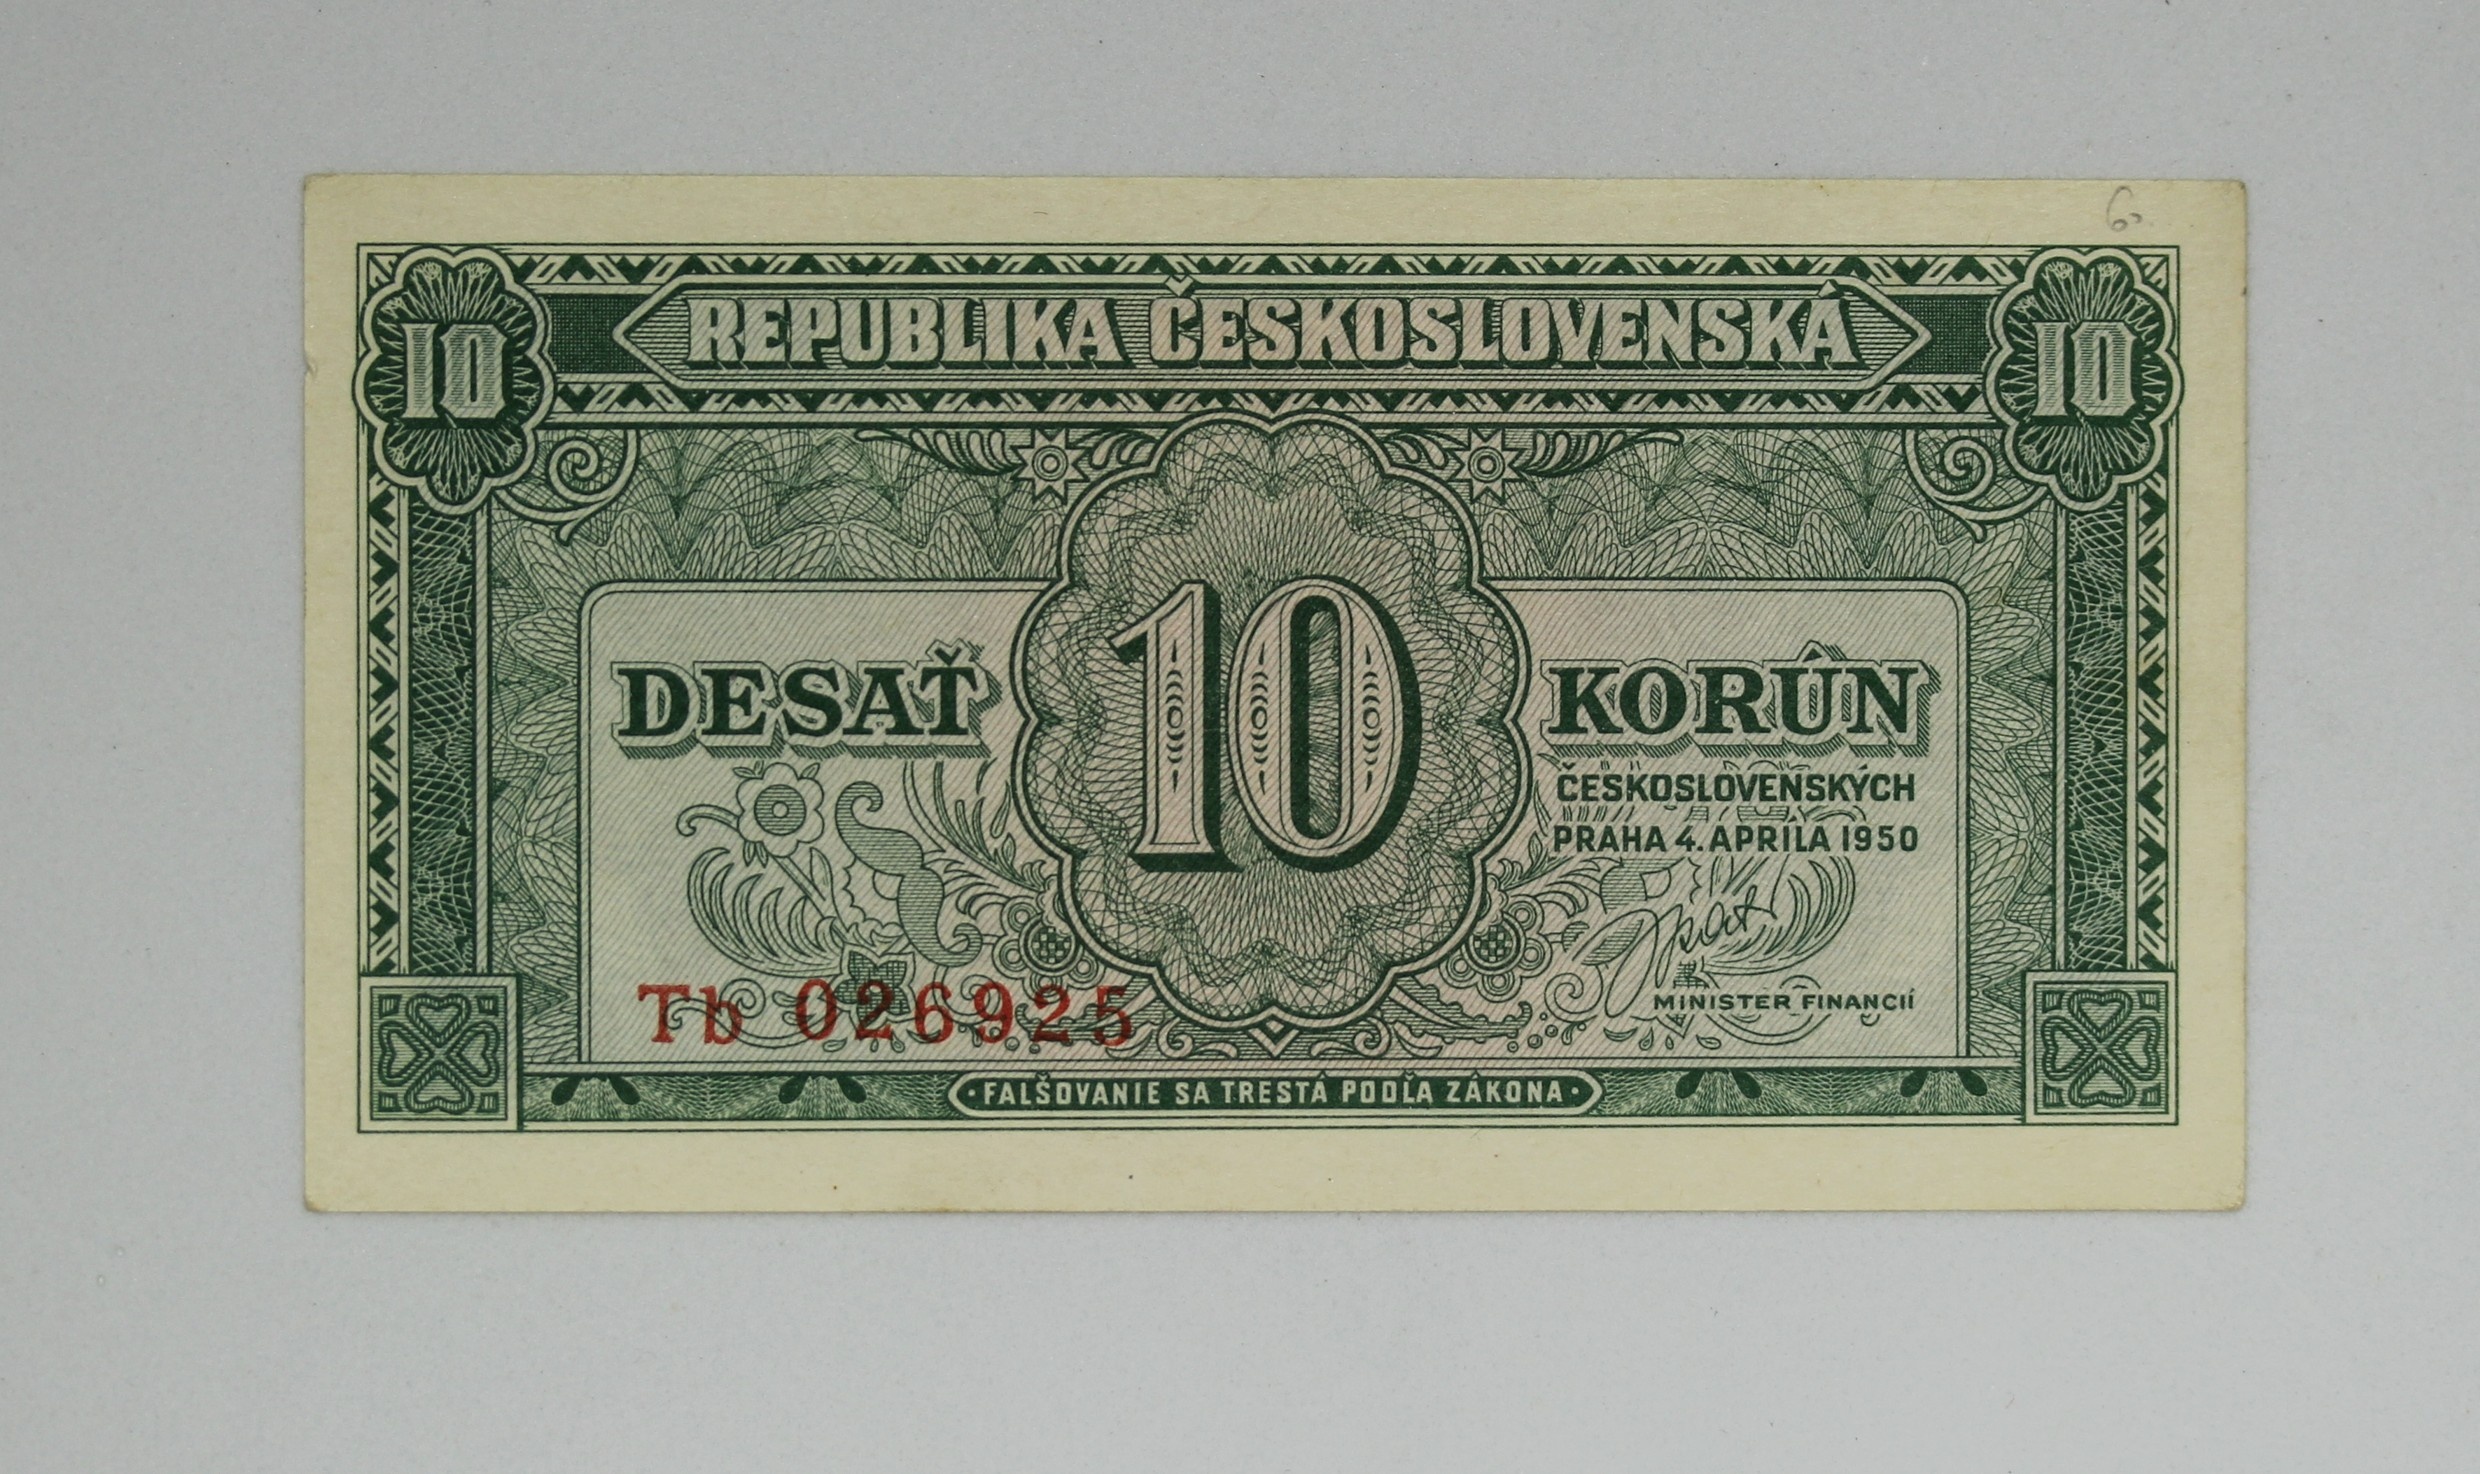 10 REPUBLIKA ČESKOSLOVENSKÁ 10
DESAŤ 10 KORÚN
ČESKOSLOVENSKÝCH
PRAHA 4. APRÍLA 1950
Tb 026925
MINISTER FINANCIÍ
·FALŠOVANIE SA TRESTÁ PODĽA ZÁKONA·